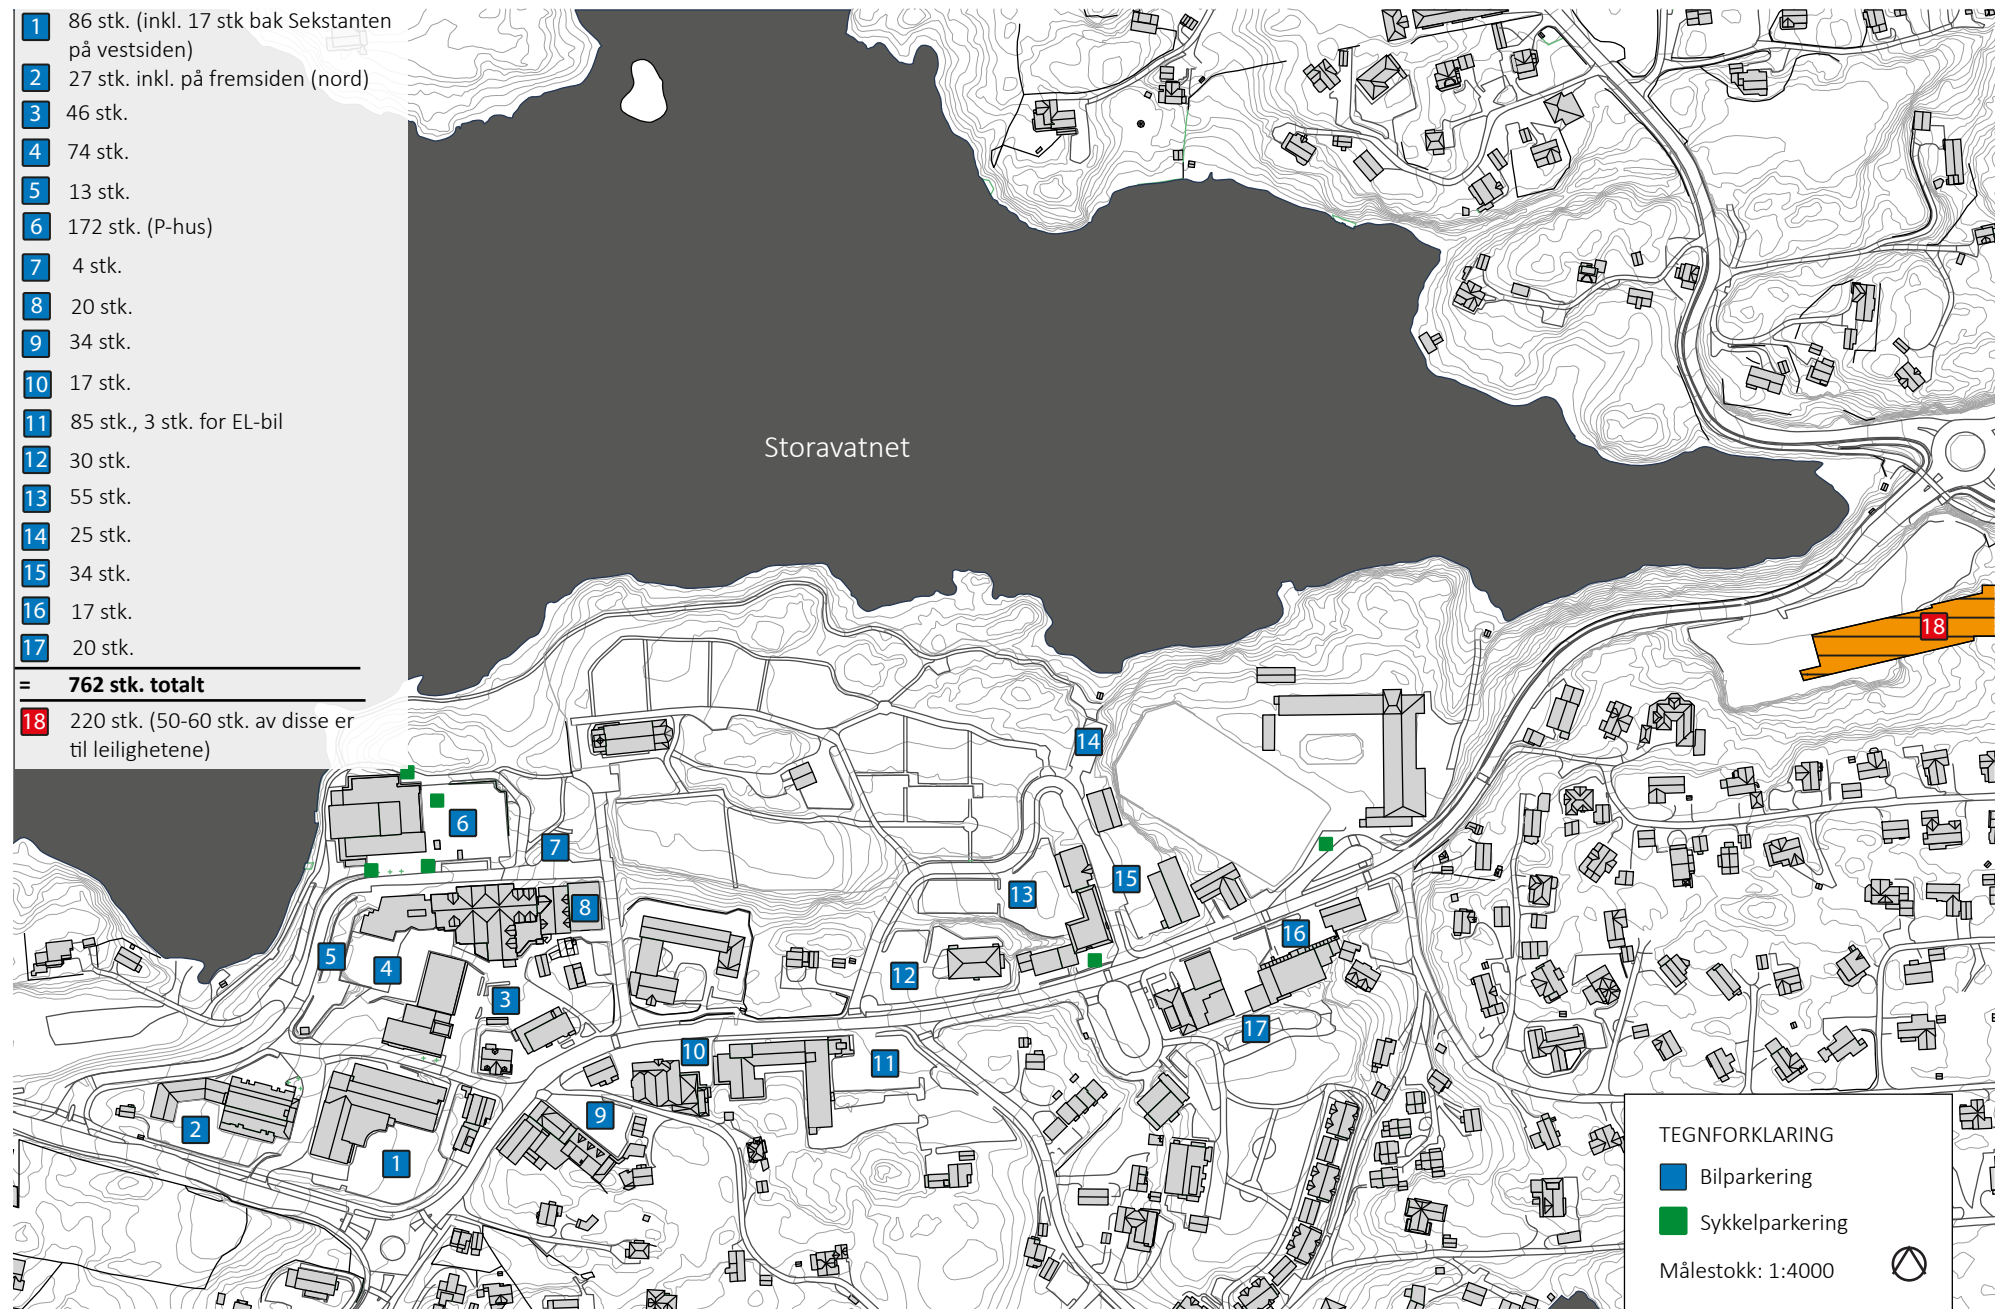 1 86 stk. (inkl. 17 stk bak Sekstanten
på vestsiden)
2 27 stk. inkl. på fremsiden (nord)
3 46 stk.
4 74 stk.
5 13 stk.
6 172 stk. (P-hus)
7 4 stk.
8 20 stk.
9 34 stk.
10 17 stk.
11 85 stk., 3 stk. for EL-bil
12 30 stk.
13 55 stk.
14 25 stk.
15 34 stk.
16 17 stk.
17 20 stk.
= 762 stk. totalt
18 220 stk. (50-60 stk. av disse er
til leilighetene)
Storavatnet
18
14
6
7
15
13
8
16
5
4
12
3
17
10
11
9
2
1
TEGNFORKLARING
Bilparkering
Sykkelparkering
Målestokk: 1:4000